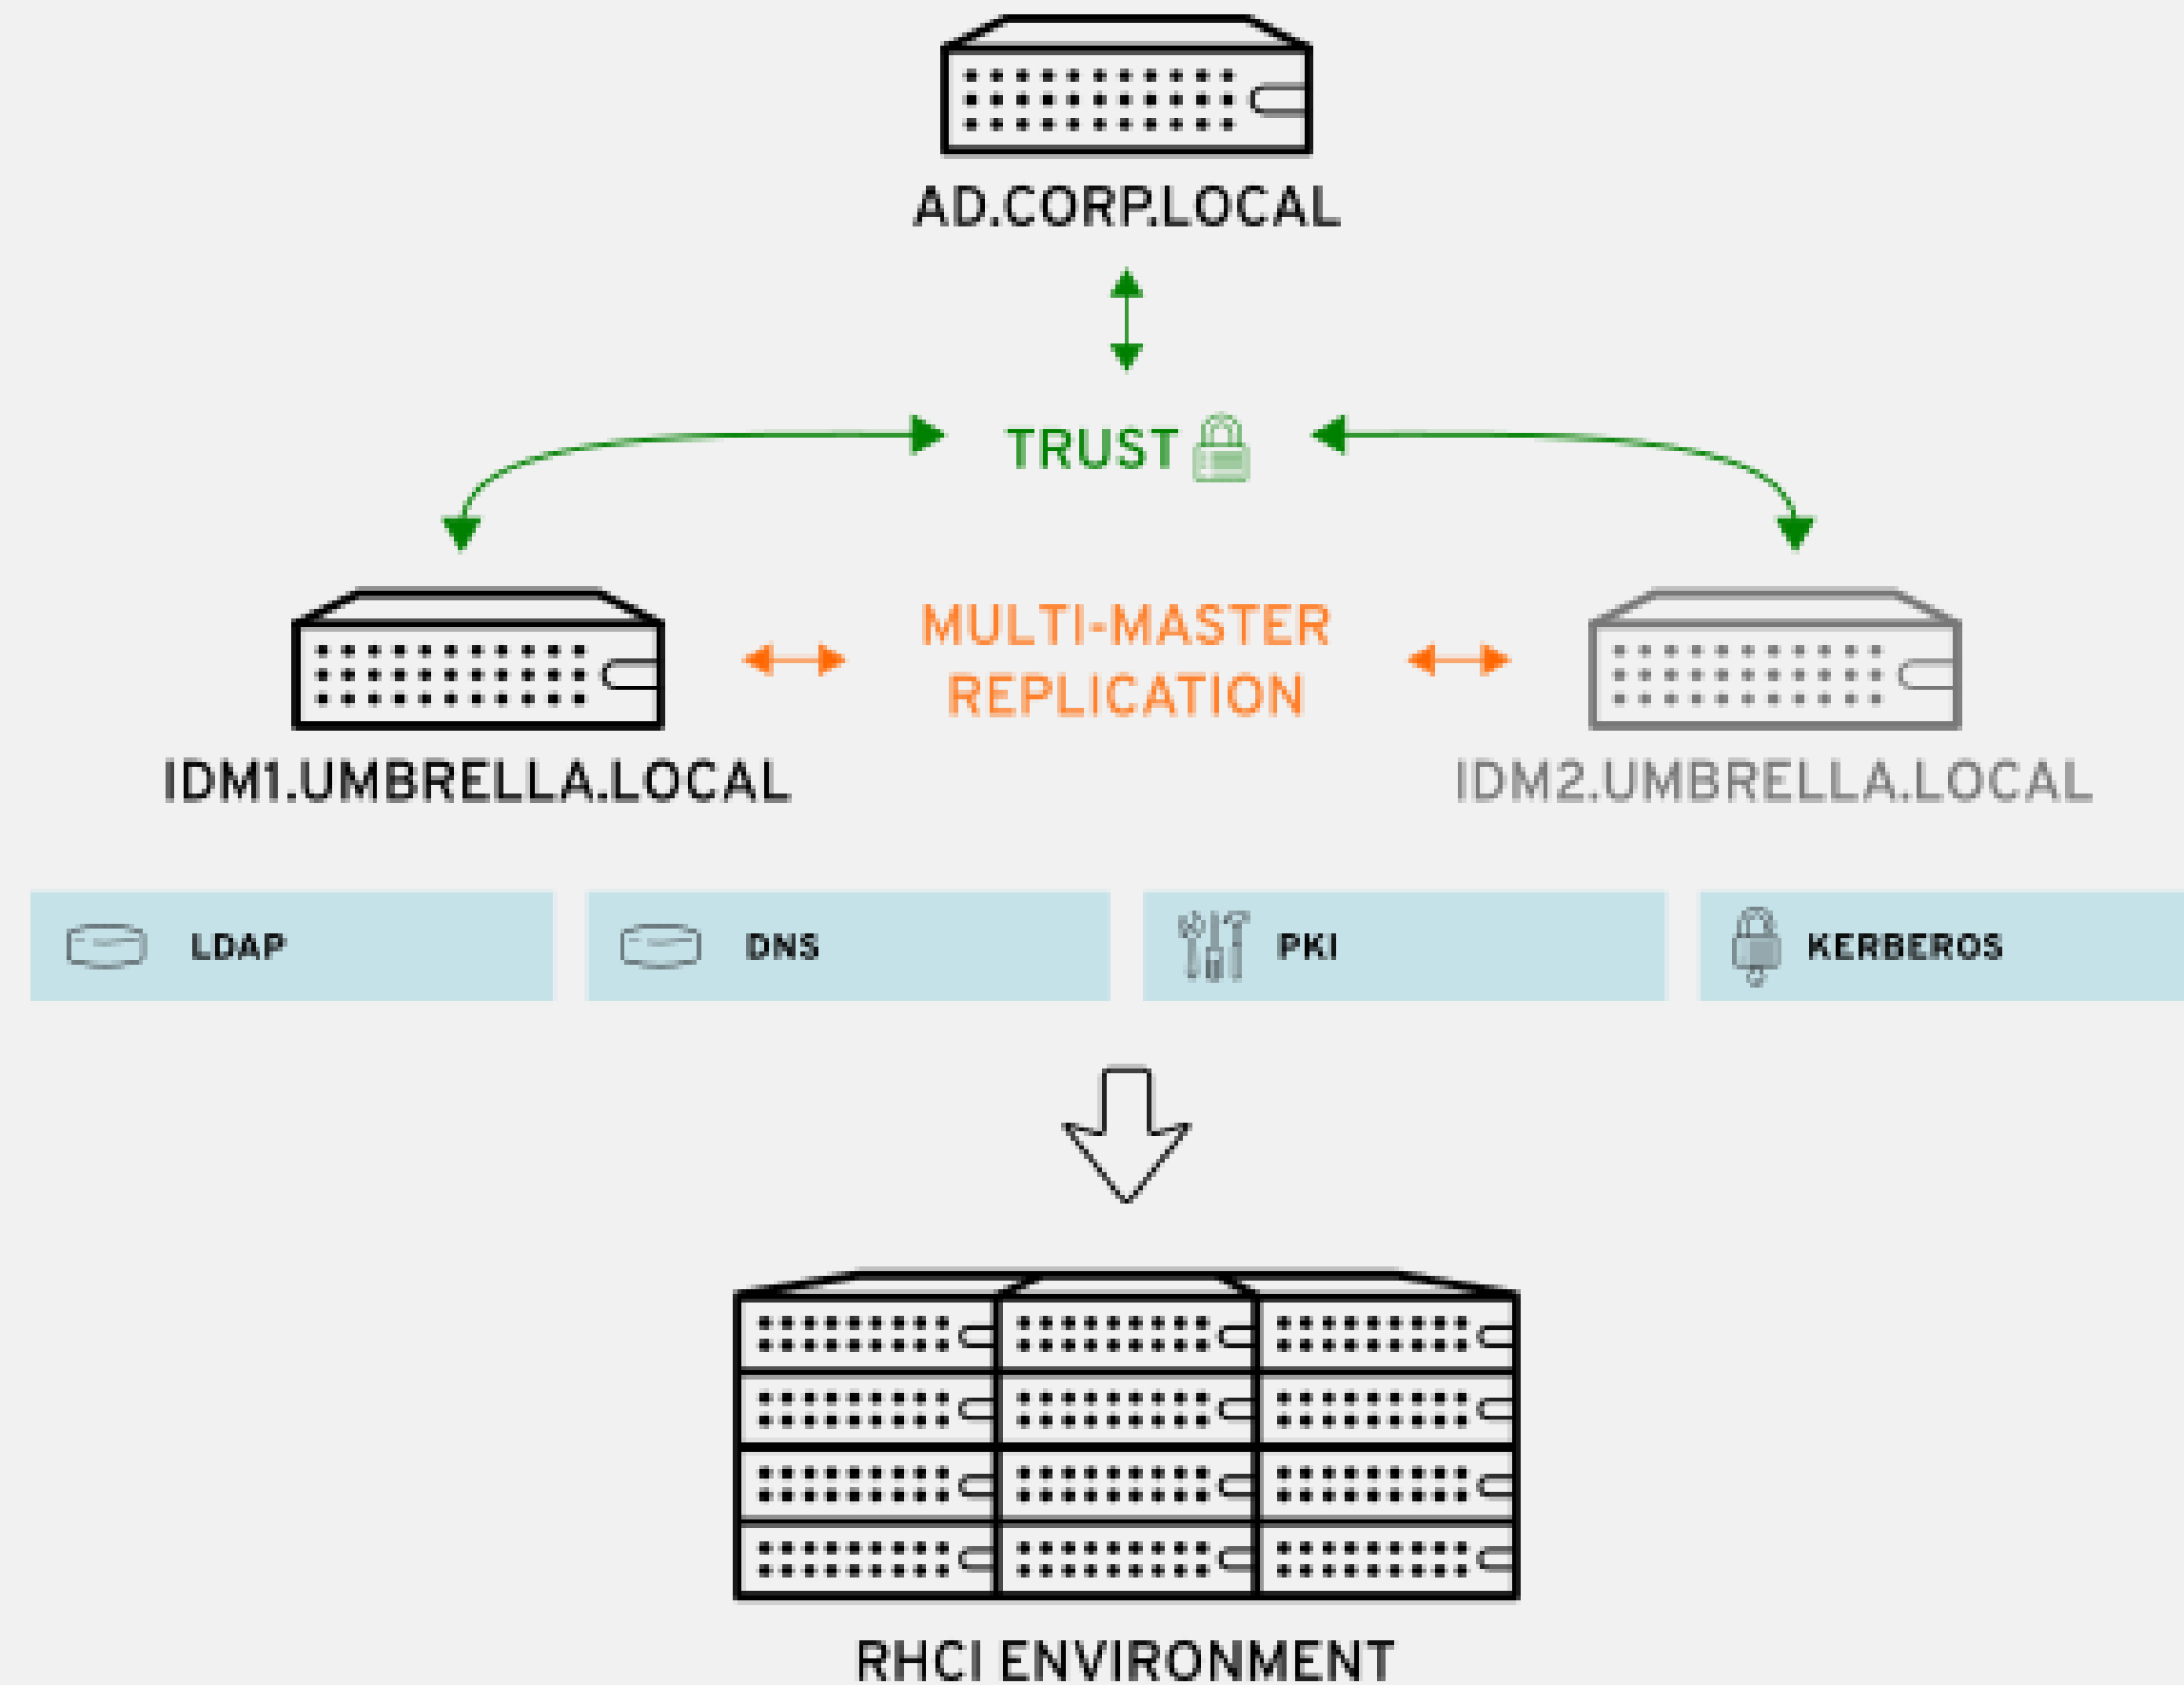 AD.CORP.LOCAL
TRUST
MULTI-MASTER
REPLICATION
IDM1.UMBRELLA.LOCAL
IDM2.UMBRELLA.LOCAL
LDAP
DNS
PKI
KERBEROS
RHCI ENVIRONMENT